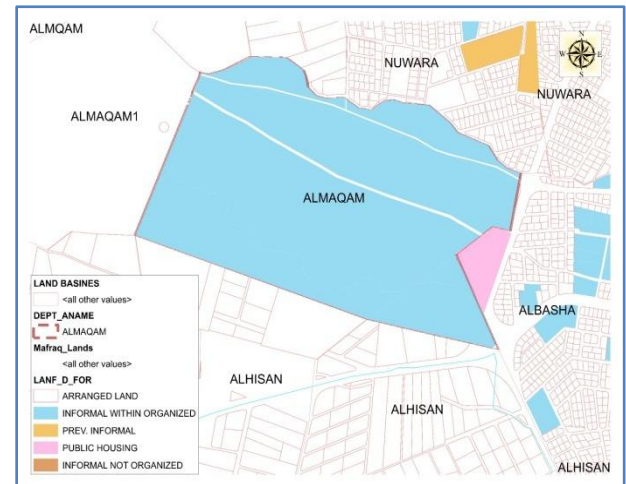 ALMQAM
NUWARA
N
W E
S
NUWARA
ALMAQAM1
ALMAQAM
ALBASHA
ALHISAN
ALHISAN
ALHISAN
LAND BASINES
<all other values>
DEPT_ANAME
ALMAQAM
Mafraq_Lands
<all other values>
LANF_D_FOR
ARRANGED LAND
INFORMAL WITHIN ORGANIZED
PREV. INFORMAL
PUBLIC HOUSING
INFORMAL NOT ORGANIZED